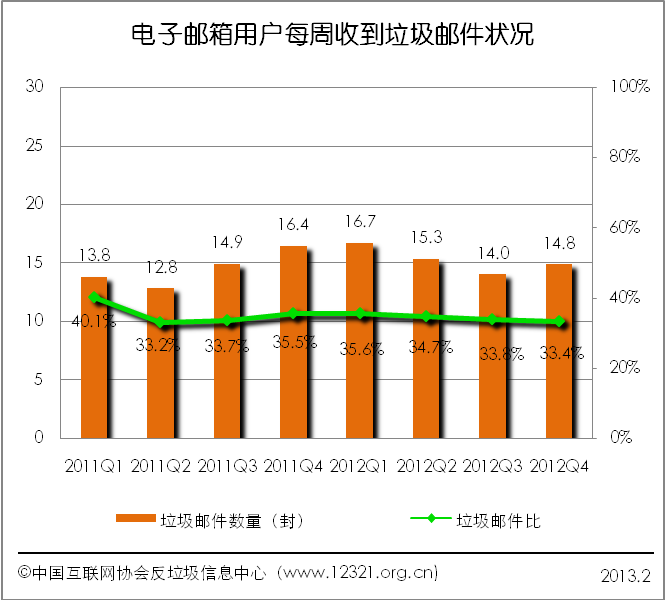 电子邮箱用户每周收到垃圾邮件状况
30 100%
25 80%
20 60%
15 40%
10 20%
5 0%
0
13.8 12.8 14.9 16.4 16.7 15.3 14.0 14.8
40.1% 33.2% 33.7% 35.5% 35.6% 34.7% 33.8% 33.4%
2011Q1 2011Q2 2011Q3 2011Q4 2012Q1 2012Q2 2012Q3 2012Q4
垃圾邮件数量（封） 垃圾邮件比
©中国互联网协会反垃圾信息中心（www.12321.org.cn) 2013.2